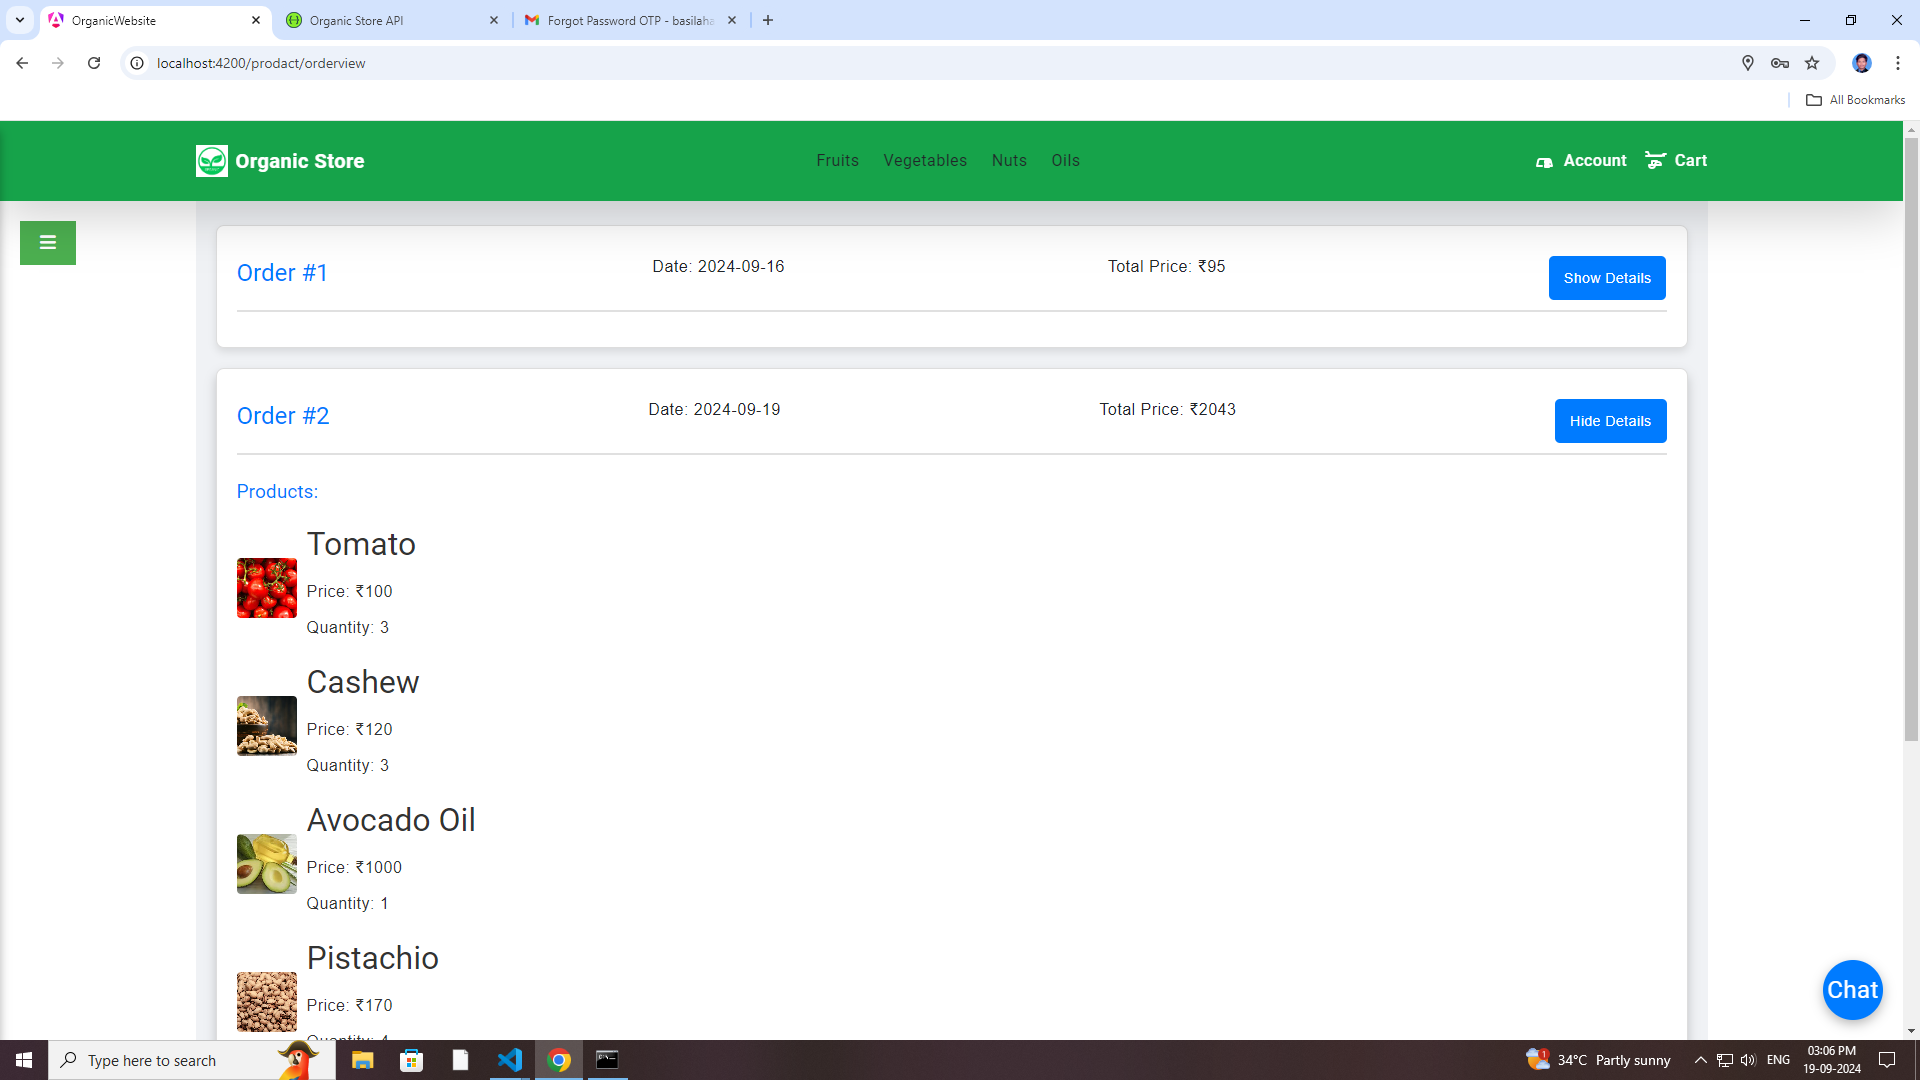 OrganicWebsite
Organic Store API
Forgot Password OTP - basilaha
localhost:4200/prodact/orderview
All Bookmarks
Organic Store
Fruits
Vegetables
Nuts
Oils
Account
Cart
Order #1
Date: 2024-09-16
Total Price: ₹95
Show Details
Order #2
Date: 2024-09-19
Total Price: ₹2043
Hide Details
Products:
Tomato
Price: ₹100
Quantity: 3
Cashew
Price: ₹120
Quantity: 3
Avocado Oil
Price: ₹1000
Quantity: 1
Pistachio
Price: ₹170
Quantity: 4
Chat
Type here to search
1
34°C Partly sunny
ENG
03:06 PM
19-09-2024